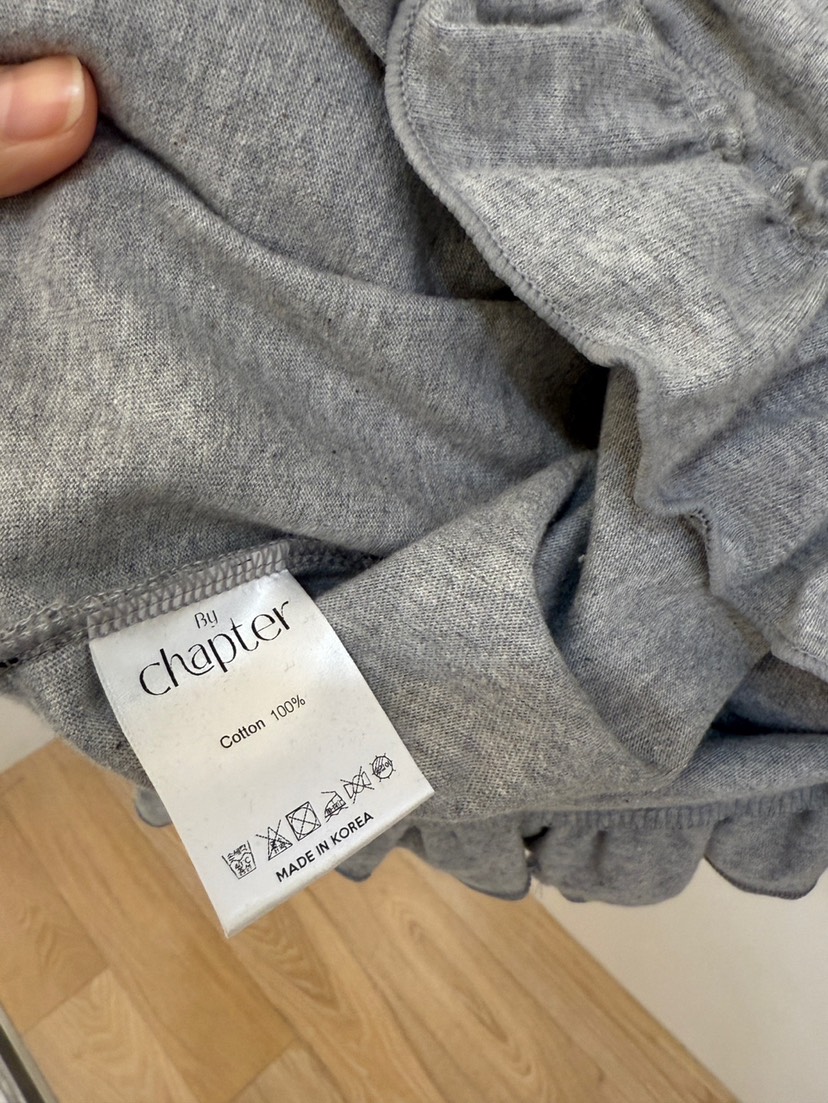 By
chapter
Cotton 100%
MADE IN KOREA